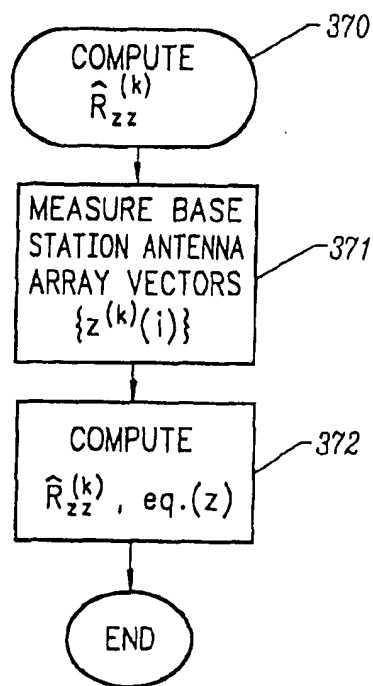 COMPUTE
R̂zz^(k)
370
MEASURE BASE
STATION ANTENNA
ARRAY VECTORS
{z^(k)(i)}
371
COMPUTE
R̂zz^(k), eq.(z)
372
END